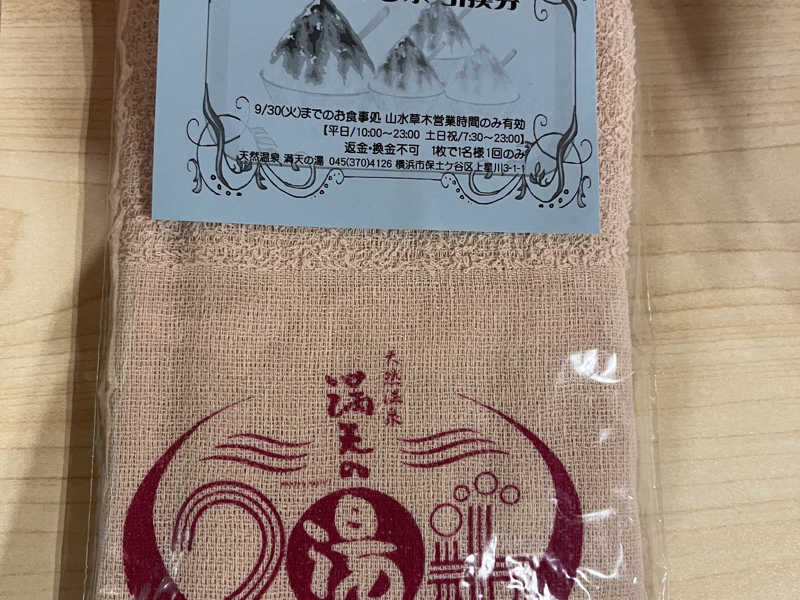 引換券
9/30(火)までのお食事処 山水草木営業時間のみ有効
【平日/10:00～23:00 土日祝/7:30～23:00】
返金・換金不可 1枚で1名様1回のみ
天然温泉 満天の湯 045(370)4126 横浜市保土ケ谷区上星川3-1-1
天然温泉
満天の
湯